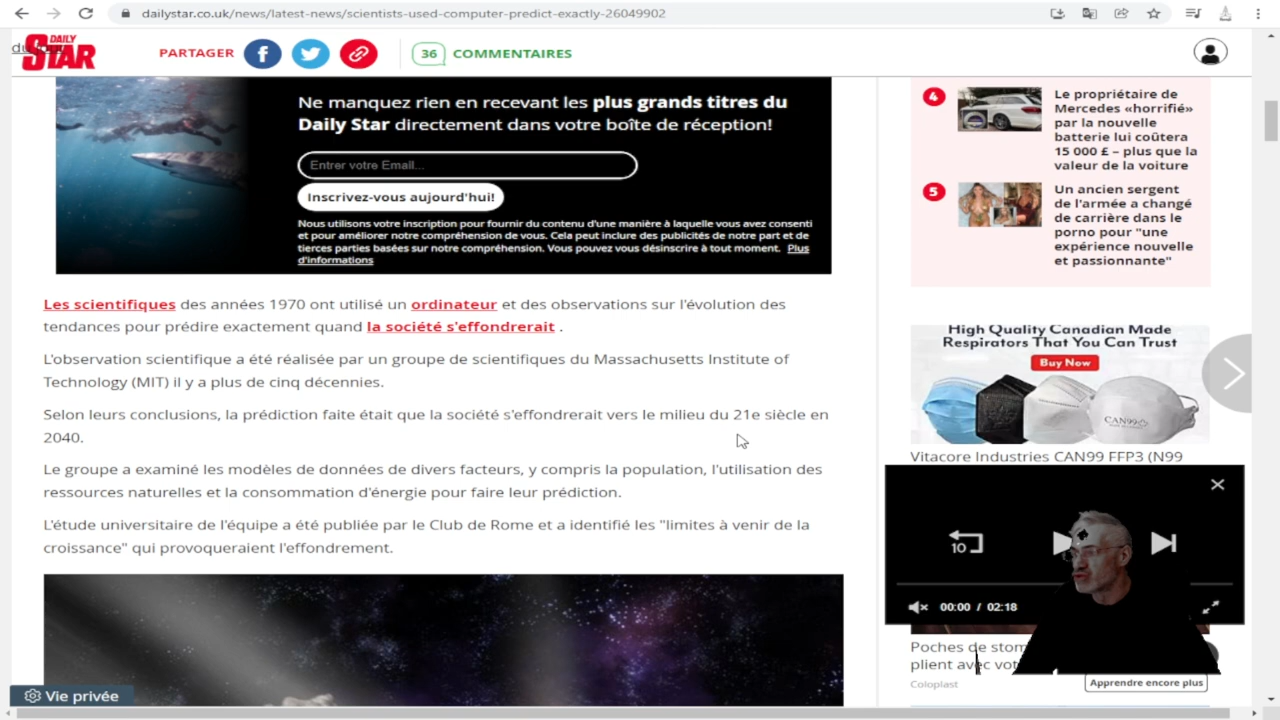 dailystar.co.uk/news/latest-news/scientists-used-computer-predict-exactly-26049902
DAILY
STAR
PARTAGER
36 COMMENTAIRES
Ne manquez rien en recevant les plus grands titres du
Daily Star directement dans votre boîte de réception!
Entrer votre Email...
Inscrivez-vous aujourd'hui!
Nous utilisons votre inscription pour fournir du contenu d'une manière à laquelle vous avez consenti
et pour améliorer notre compréhension de vous. Cela peut inclure des publicités de notre part et de
tierces parties basées sur notre compréhension. Vous pouvez vous désinscrire à tout moment. Plus
d'informations
Les scientifiques des années 1970 ont utilisé un ordinateur et des observations sur l'évolution des
tendances pour prédire exactement quand la société s'effondrerait .
L'observation scientifique a été réalisée par un groupe de scientifiques du Massachusetts Institute of
Technology (MIT) il y a plus de cinq décennies.
Selon leurs conclusions, la prédiction faite était que la société s'effondrerait vers le milieu du 21e siècle en
2040.
Le groupe a examiné les modèles de données de divers facteurs, y compris la population, l'utilisation des
ressources naturelles et la consommation d'énergie pour faire leur prédiction.
L'étude universitaire de l'équipe a été publiée par le Club de Rome et a identifié les "limites à venir de la
croissance" qui provoqueraient l'effondrement.
Vie privée
4
Le propriétaire de
Mercedes «horrifié»
par la nouvelle
batterie lui coûtera
15 000 £ – plus que la
valeur de la voiture
5
Un ancien sergent
de l'armée a changé
de carrière dans le
porno pour "une
expérience nouvelle
et passionnante"
High Quality Canadian Made
Respirators That You Can Trust
Buy Now
CAN99
Vitacore Industries CAN99 FFP3 (N99
10
00:00 / 02:18
Poches de stom
plient avec vot
Coloplast
Apprendre encore plus